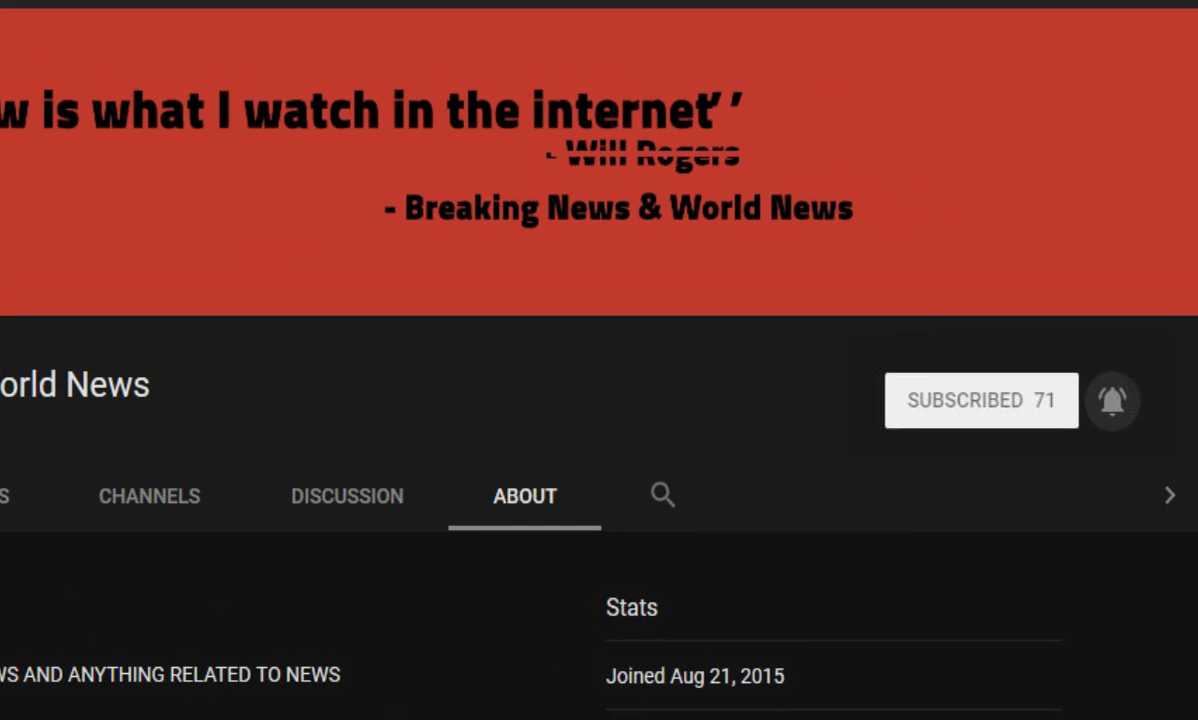 w is what I watch in the internet’ ’
- Will Rogers
- Breaking News & World News
orld News
SUBSCRIBED 71
S CHANNELS DISCUSSION ABOUT
Stats
WS AND ANYTHING RELATED TO NEWS
Joined Aug 21, 2015